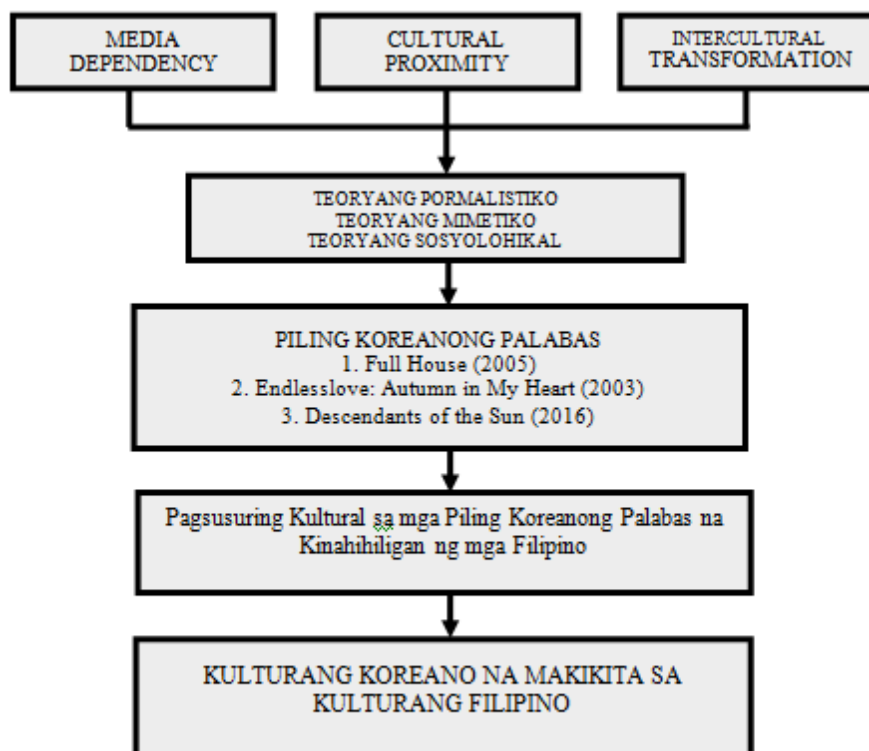 MEDIA
DEPENDENCY
CULTURAL
PROXIMITY
INTERCULTURAL
TRANSFORMATION
TEORYANG PORMALISTIKO
TEORYANG MIMETIKO
TEORYANG SOSYOLOHIKAL
PILING KOREANONG PALABAS
1. Full House (2005)
2. Endlesslove: Autumn in My Heart (2003)
3. Descendants of the Sun (2016)
Pagsusuring Kultural sa mga Piling Koreanong Palabas na
Kinahihiligan ng mga Filipino
KULTURANG KOREANO NA MAKIKITA SA
KULTURANG FILIPINO